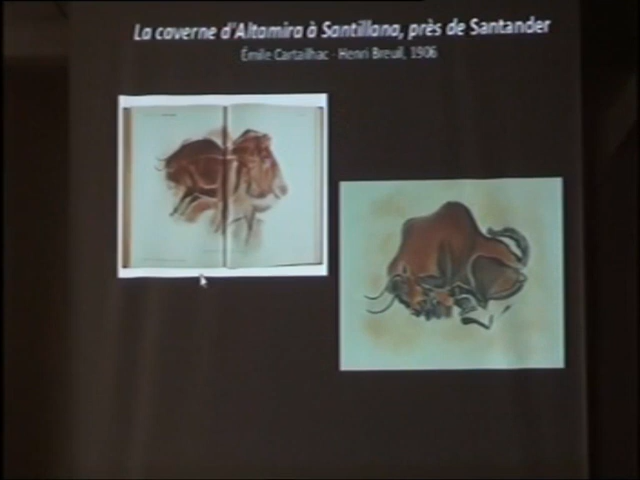 La caverne d'Altamira à Santillana, près de Santander
Émile Cartailhac - Henri Breuil, 1906